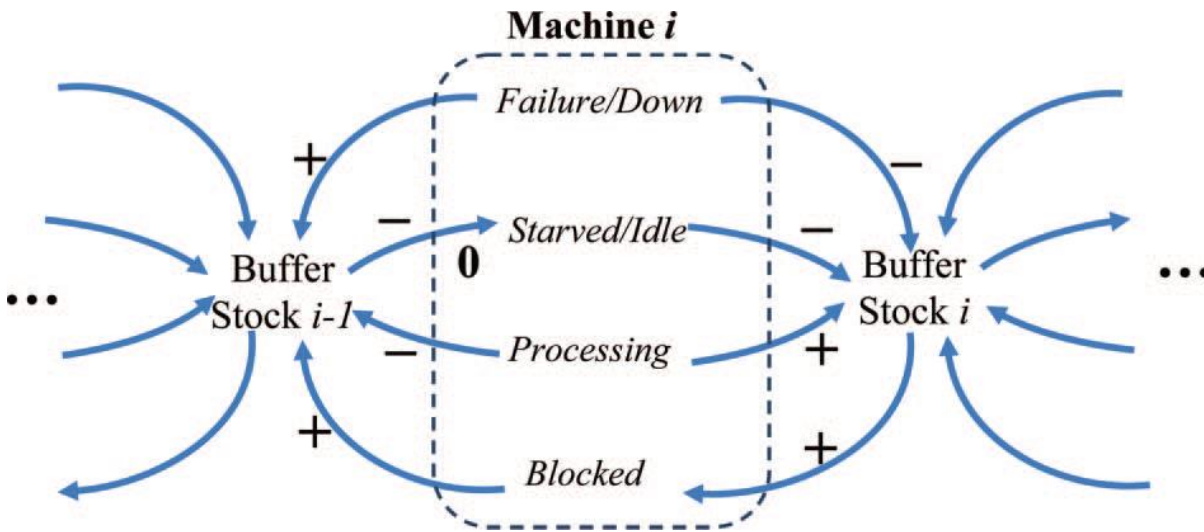 Machine i
Failure/Down
+
−
−
Starved/Idle
−
0
Buffer
Stock i-1
Buffer
Stock i
...
...
Processing
−
+
+
+
Blocked